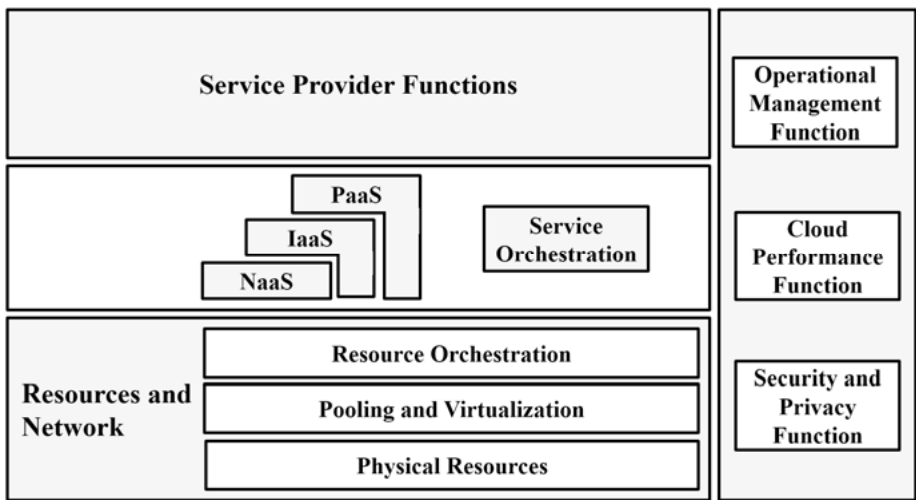 Service Provider Functions
PaaS
IaaS
NaaS
Service
Orchestration
Resources and
Network
Resource Orchestration
Pooling and Virtualization
Physical Resources
Operational
Management
Function
Cloud
Performance
Function
Security and
Privacy
Function